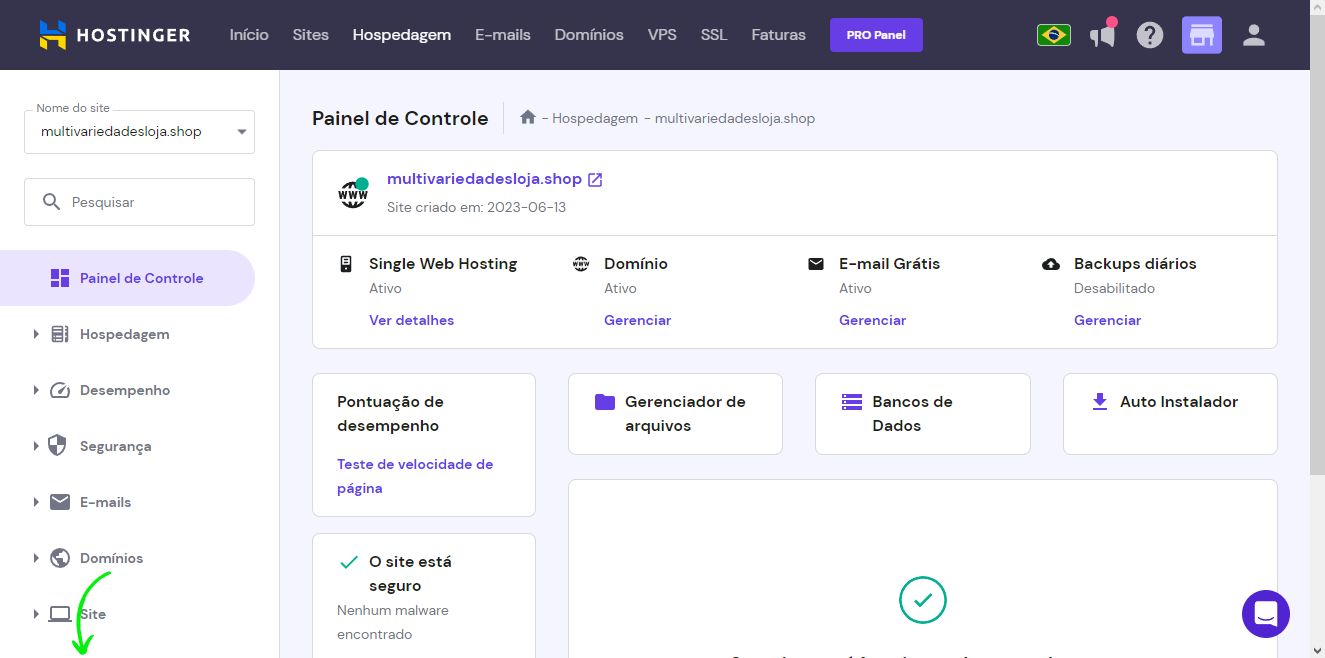 HOSTINGER
Início Sites Hospedagem E-mails Domínios VPS SSL Faturas PRO Panel
Nome do site
multivariedadesloja.shop
Pesquisar
Painel de Controle
Hospedagem
Desempenho
Segurança
E-mails
Domínios
Site
Painel de Controle - Hospedagem - multivariedadesloja.shop
www
multivariedadesloja.shop
Site criado em: 2023-06-13
Single Web Hosting
Ativo
Ver detalhes
www
Domínio
Ativo
Gerenciar
E-mail Grátis
Ativo
Gerenciar
Backups diários
Desabilitado
Gerenciar
Pontuação de
desempenho
Teste de velocidade de
página
Gerenciador de
arquivos
Bancos de
Dados
Auto Instalador
O site está
seguro
Nenhum malware
encontrado